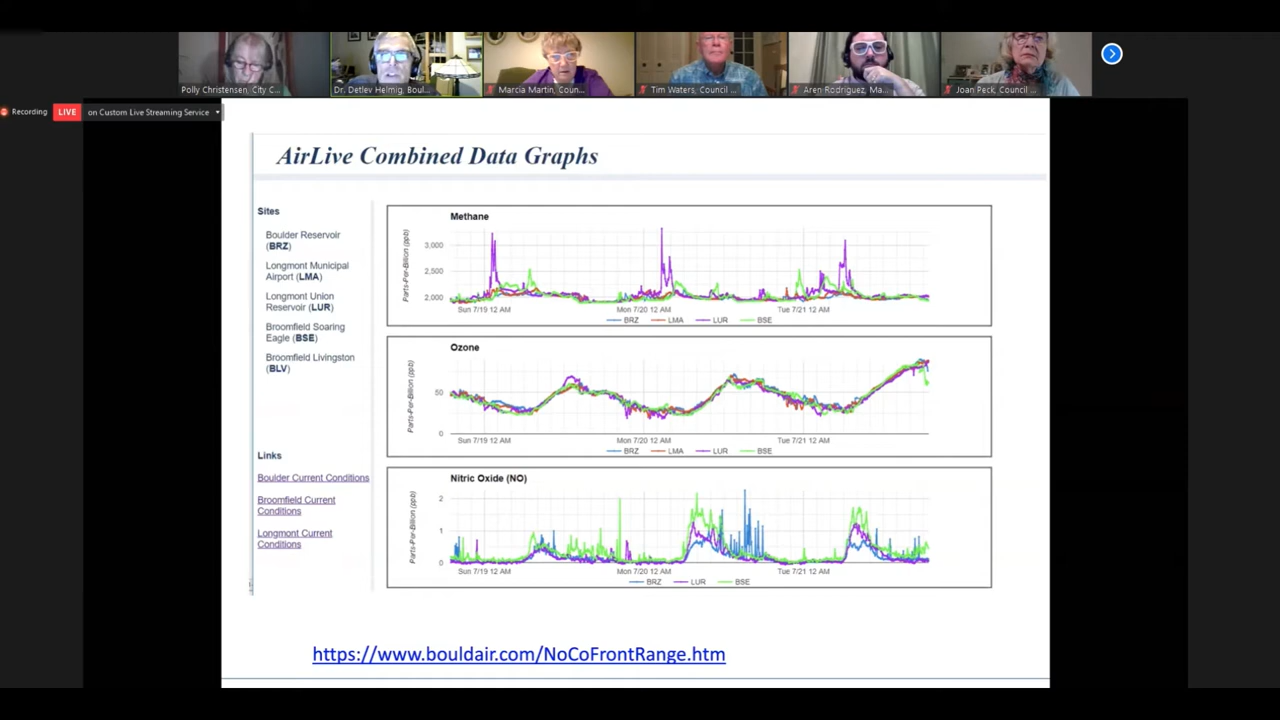 Polly Christensen, City C...
Dr. Detlev Helmig, Boul...
Marcia Martin, Coun...
Tim Waters, Council ...
Aren Rodriguez, Ma...
Joan Peck, Council ...
Recording
LIVE
on Custom Live Streaming Service
AirLive Combined Data Graphs
Sites
Boulder Reservoir
(BRZ)
Longmont Municipal
Airport (LMA)
Longmont Union
Reservoir (LUR)
Broomfield Soaring
Eagle (BSE)
Broomfield Livingston
(BLV)
Links
Boulder Current Conditions
Broomfield Current
Conditions
Longmont Current
Conditions
Methane
Parts-Per-Billion (ppb)
3,000
2,500
2,000
Sun 7/19 12 AM
Mon 7/20 12 AM
Tue 7/21 12 AM
BRZ LMA LUR BSE
Ozone
Parts-Per-Billion (ppb)
50
0
Sun 7/19 12 AM
Mon 7/20 12 AM
Tue 7/21 12 AM
BRZ LMA LUR BSE
Nitric Oxide (NO)
Parts-Per-Billion (ppb)
2
1
0
Sun 7/19 12 AM
Mon 7/20 12 AM
Tue 7/21 12 AM
BRZ LUR BSE
https://www.bouldair.com/NoCoFrontRange.htm